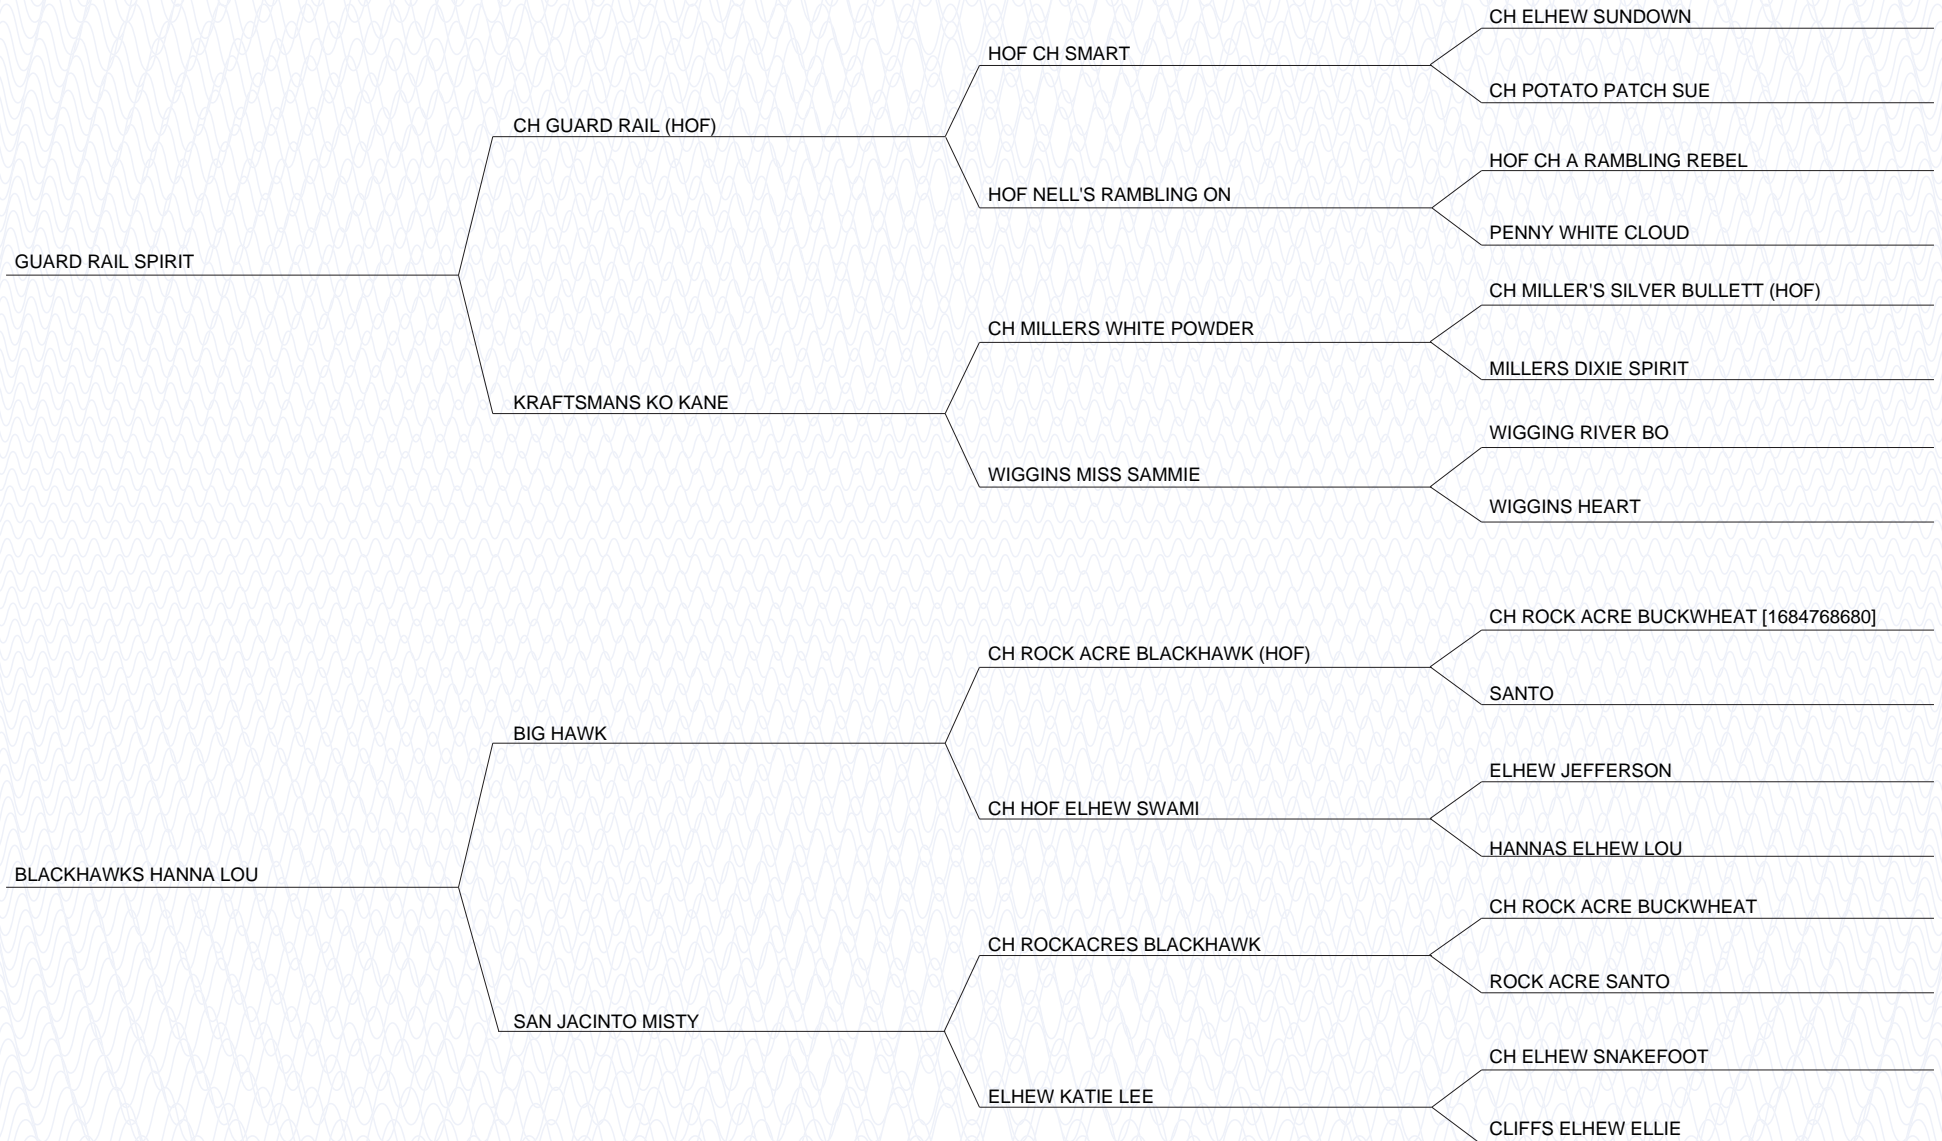 CH ELHEW SUNDOWN
HOF CH SMART
CH POTATO PATCH SUE
CH GUARD RAIL (HOF)
HOF CH A RAMBLING REBEL
HOF NELL'S RAMBLING ON
PENNY WHITE CLOUD
GUARD RAIL SPIRIT
CH MILLER'S SILVER BULLETT (HOF)
CH MILLERS WHITE POWDER
MILLERS DIXIE SPIRIT
KRAFTSMANS KO KANE
WIGGING RIVER BO
WIGGINS MISS SAMMIE
WIGGINS HEART
CH ROCK ACRE BUCKWHEAT [1684768680]
CH ROCK ACRE BLACKHAWK (HOF)
SANTO
BIG HAWK
ELHEW JEFFERSON
CH HOF ELHEW SWAMI
HANNAS ELHEW LOU
BLACKHAWKS HANNA LOU
CH ROCK ACRE BUCKWHEAT
CH ROCKACRES BLACKHAWK
ROCK ACRE SANTO
SAN JACINTO MISTY
CH ELHEW SNAKEFOOT
ELHEW KATIE LEE
CLIFFS ELHEW ELLIE